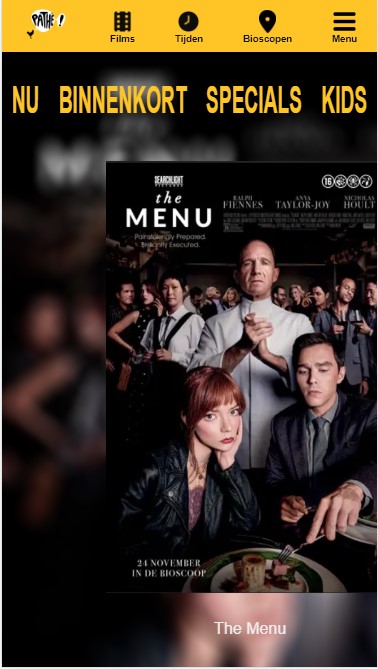 PATHÉ!
Films
Tijden
Bioscopen
Menu
NU BINNENKORT SPECIALS KIDS
SEARCHLIGHT
PICTURES
16
RALPH FIENNES
ANYA TAYLOR-JOY
NICHOLAS HOULT
the
MENU
Painstakingly Prepared.
Brilliantly Executed.
24 NOVEMBER
IN DE BIOSCOOP
The Menu